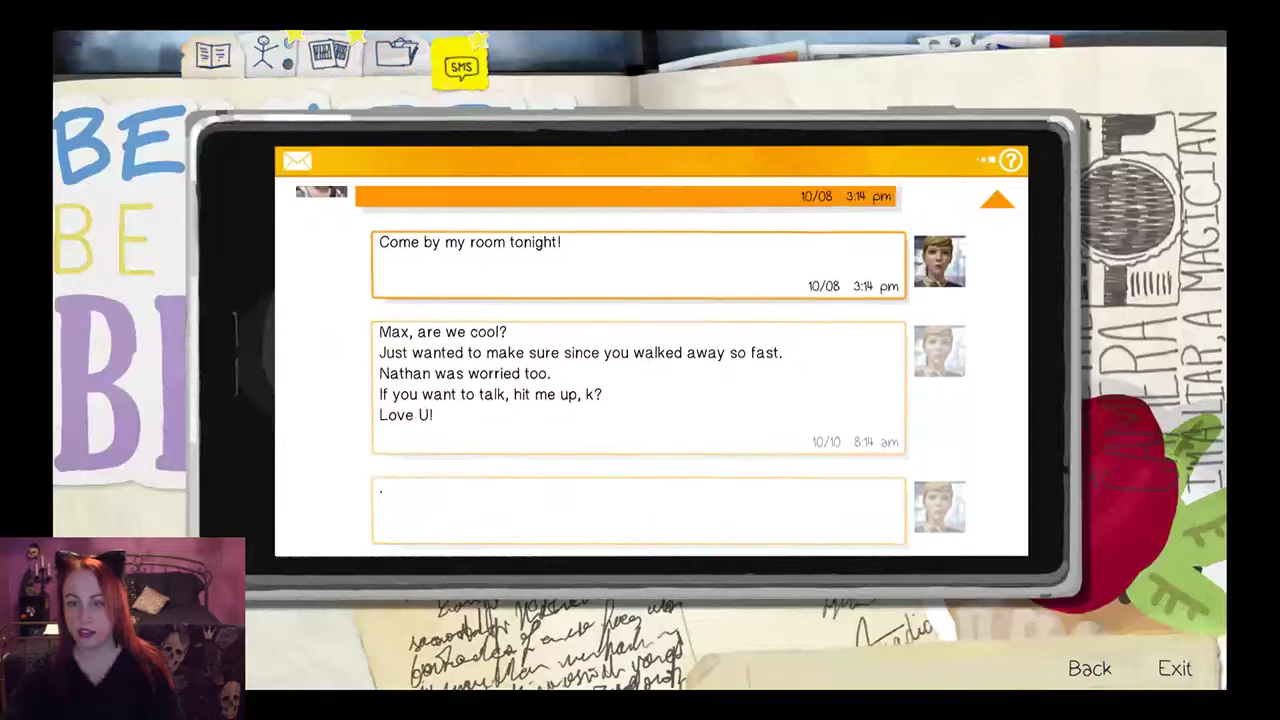 SMS
10/08 3:14 pm
Come by my room tonight!
10/08 3:14 pm
Max, are we cool?
Just wanted to make sure since you walked away so fast.
Nathan was worried too.
If you want to talk, hit me up, k?
Love U!
10/10 8:14 am
.
BE
BE
A LIAR, A MAGICIAN
Back
Exit